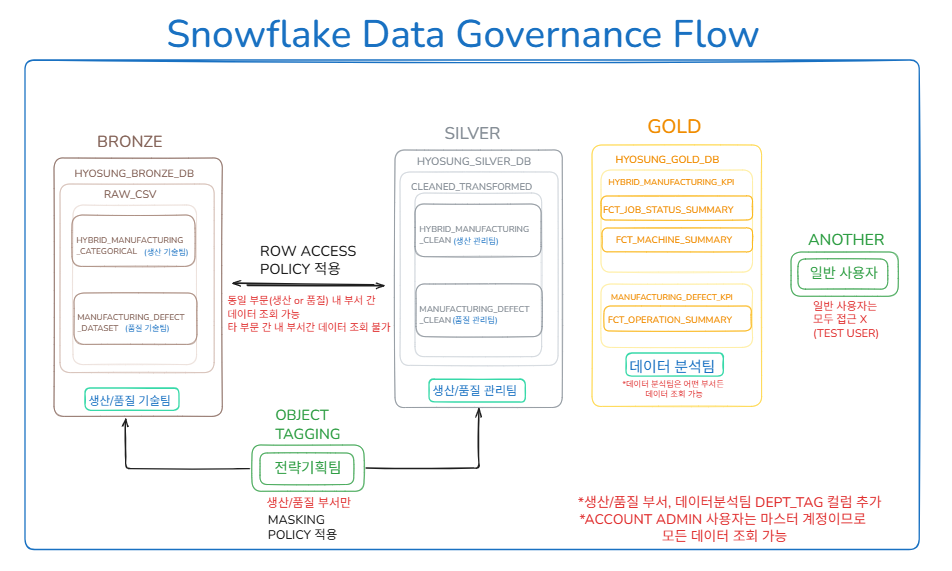 Snowflake Data Governance Flow
BRONZE
HYOSUNG_BRONZE_DB
RAW_CSV
HYBRID_MANUFACTURING
_CATEGORICAL (생산 기술팀)
MANUFACTURING_DEFECT
_DATASET (품질 기술팀)
생산/품질 기술팀
ROW ACCESS
POLICY 적용
동일 부문(생산 or 품질) 내 부서 간
데이터 조회 가능
타 부문 간 내 부서간 데이터 조회 불가
SILVER
HYOSUNG_SILVER_DB
CLEANED_TRANSFORMED
HYBRID_MANUFACTURING
_CLEAN (생산 관리팀)
MANUFACTURING_DEFECT
_CLEAN (품질 관리팀)
생산/품질 관리팀
OBJECT
TAGGING
전략기획팀
생산/품질 부서만
MASKING
POLICY 적용
GOLD
HYOSUNG_GOLD_DB
HYBRID_MANUFACTURING_KPI
FCT_JOB_STATUS_SUMMARY
FCT_MACHINE_SUMMARY
MANUFACTURING_DEFECT_KPI
FCT_OPERATION_SUMMARY
데이터 분석팀
*데이터 분석팀은 어떤 부서든
데이터 조회 가능
ANOTHER
일반 사용자
일반 사용자는
모두 접근 X
(TEST USER)
*생산/품질 부서, 데이터분석팀 DEPT_TAG 컬럼 추가
*ACCOUNT ADMIN 사용자는 마스터 계정이므로
모든 데이터 조회 가능